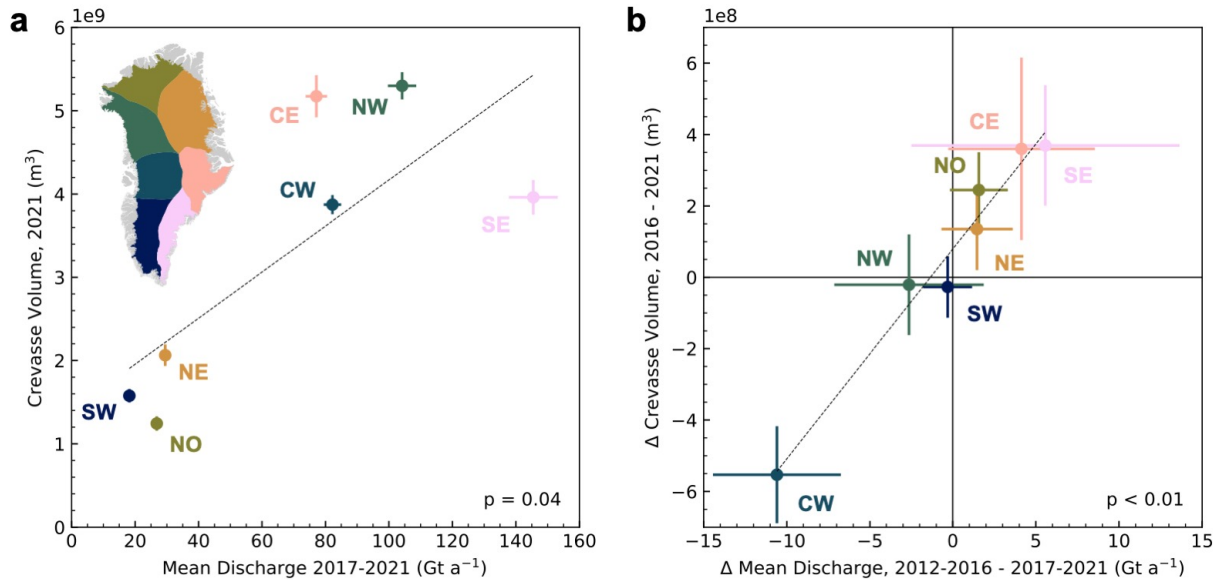 a
1e9
6
5
4
3
2
1
0
0 20 40 60 80 100 120 140 160
Crevasse Volume, 2021 (m³)
Mean Discharge 2017-2021 (Gt a⁻¹)
CE
NW
CW
SE
NE
SW
NO
p = 0.04
b
1e8
6
4
2
0
−2
−4
−6
−15 −10 −5 0 5 10 15
Δ Crevasse Volume, 2016 - 2021 (m³)
Δ Mean Discharge, 2012-2016 - 2017-2021 (Gt a⁻¹)
CE
NO
SE
NW
NE
SW
CW
p < 0.01